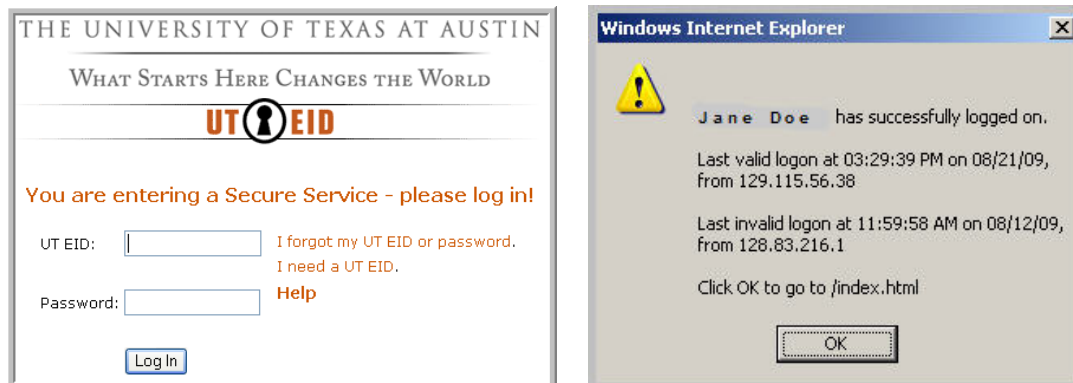 THE UNIVERSITY OF TEXAS AT AUSTIN
WHAT STARTS HERE CHANGES THE WORLD
UT EID
You are entering a Secure Service - please log in!
UT EID:
I forgot my UT EID or password.
I need a UT EID.
Password:
Help
Log In
Windows Internet Explorer
Jane Doe has successfully logged on.
Last valid logon at 03:29:39 PM on 08/21/09,
from 129.115.56.38
Last invalid logon at 11:59:58 AM on 08/12/09,
from 128.83.216.1
Click OK to go to /index.html
OK